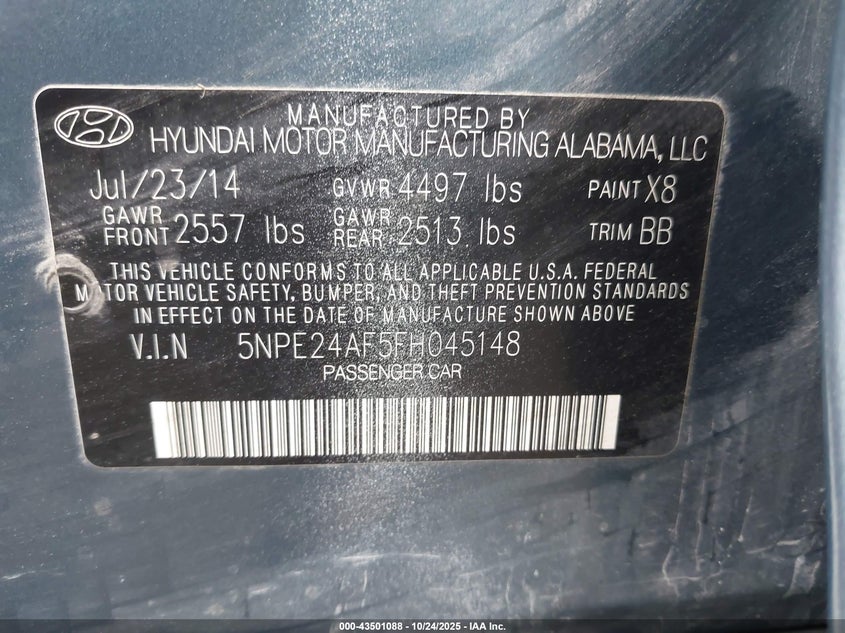 MANUFACTURED BY
HYUNDAI MOTOR MANUFACTURING ALABAMA, LLC
Jul/23/14 GVWR 4497 lbs PAINT X8
GAWR FRONT 2557 lbs GAWR REAR 2513 lbs TRIM BB
THIS VEHICLE CONFORMS TO ALL APPLICABLE U.S.A. FEDERAL
MOTOR VEHICLE SAFETY, BUMPER, AND THEFT PREVENTION STANDARDS
IN EFFECT ON THE DATE OF MANUFACTURE SHOWN ABOVE
V.I.N 5NPE24AF5FH045148
PASSENGER CAR
000-43501088 - 10/24/2025 - IAA Inc.